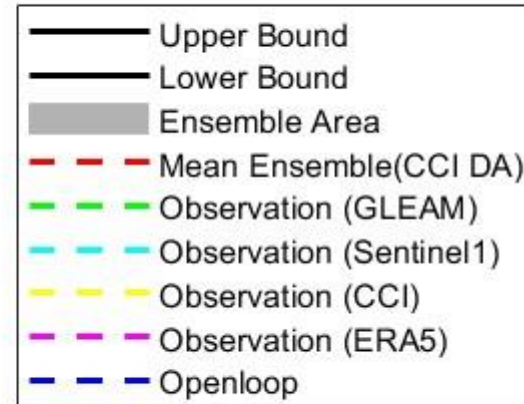 Upper Bound
Lower Bound
Ensemble Area
Mean Ensemble(CCI DA)
Observation (GLEAM)
Observation (Sentinel1)
Observation (CCI)
Observation (ERA5)
Openloop